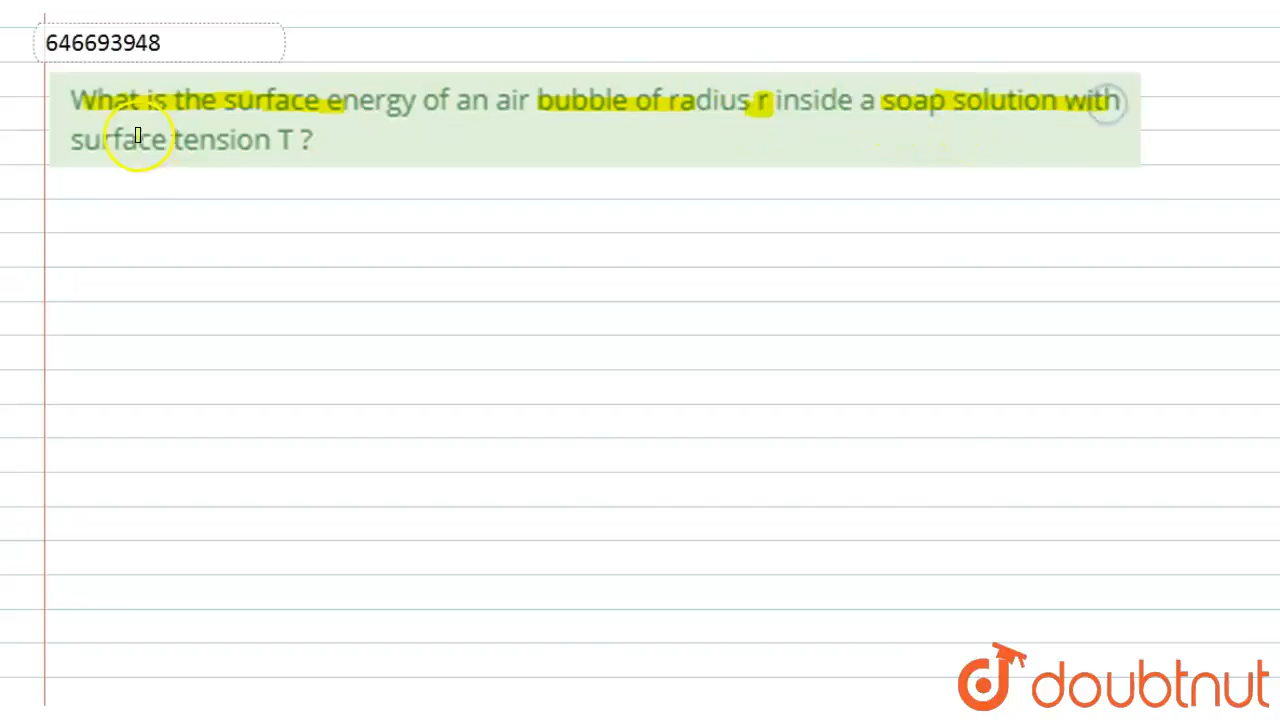 646693948
What is the surface energy of an air bubble of radius r inside a soap solution with
surface tension T ?
doubtnut